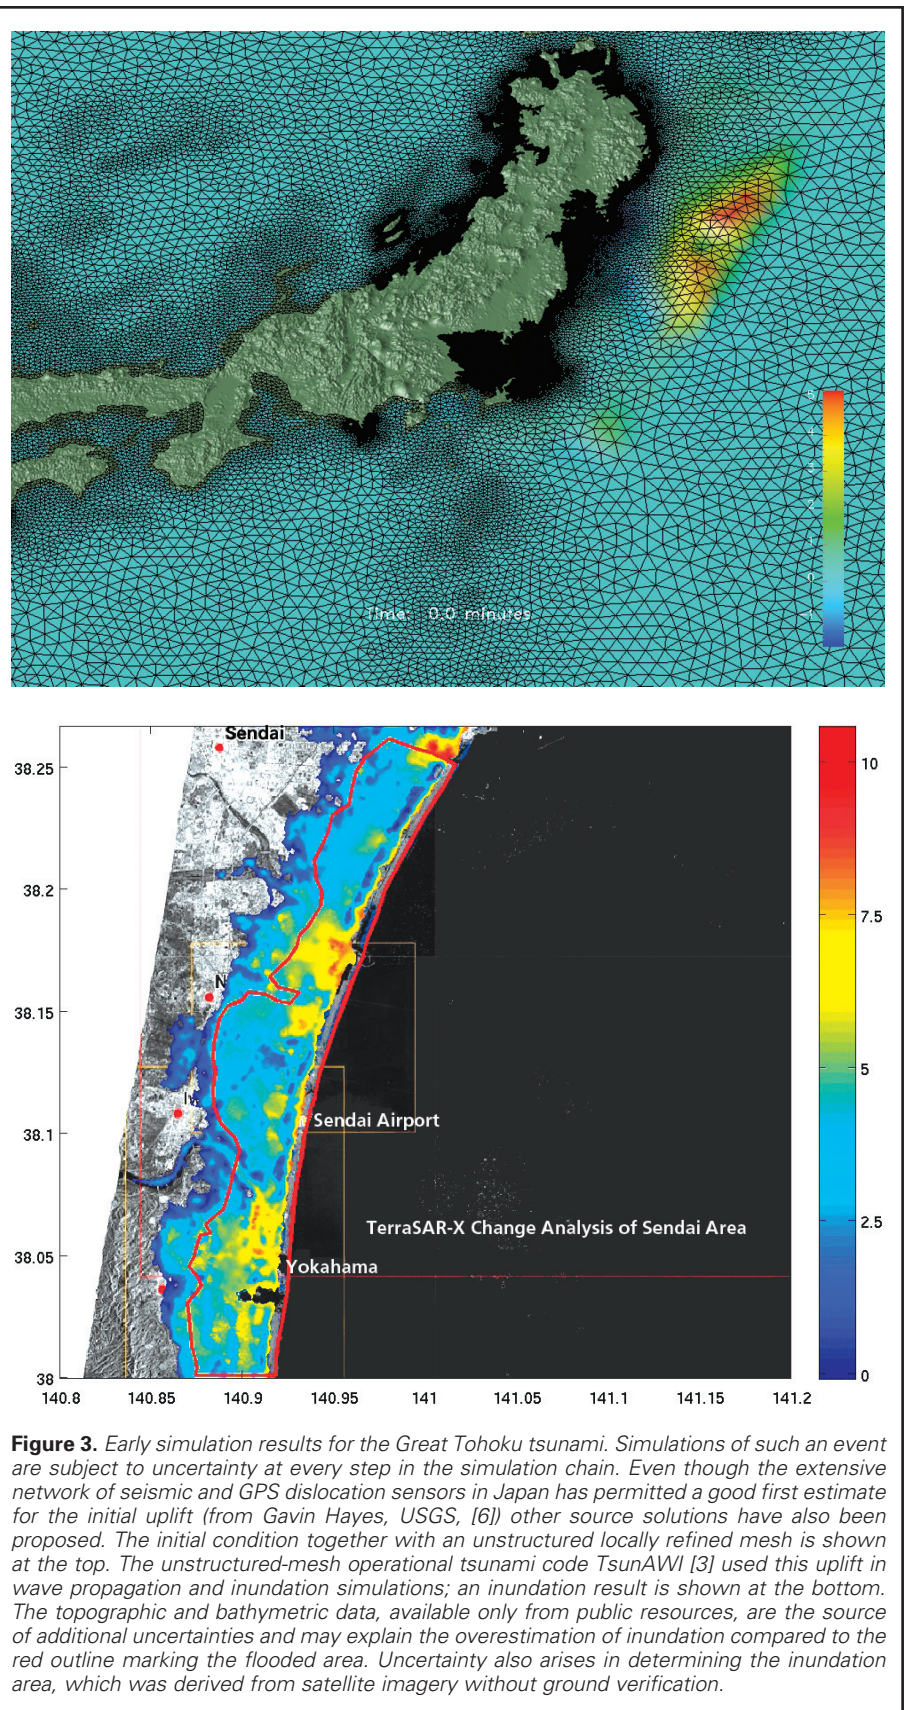 Time: 0.0 minutes
Sendai
38.25
10
38.2
7.5
N
38.15
5
Sendai Airport
38.1
TerraSAR-X Change Analysis of Sendai Area
2.5
38.05
Yokahama
38
0
140.8 140.85 140.9 140.95 141 141.05 141.1 141.15 141.2
Figure 3. Early simulation results for the Great Tohoku tsunami. Simulations of such an event
are subject to uncertainty at every step in the simulation chain. Even though the extensive
network of seismic and GPS dislocation sensors in Japan has permitted a good first estimate
for the initial uplift (from Gavin Hayes, USGS, [6]) other source solutions have also been
proposed. The initial condition together with an unstructured locally refined mesh is shown
at the top. The unstructured-mesh operational tsunami code TsunAWI [3] used this uplift in
wave propagation and inundation simulations; an inundation result is shown at the bottom.
The topographic and bathymetric data, available only from public resources, are the source
of additional uncertainties and may explain the overestimation of inundation compared to the
red outline marking the flooded area. Uncertainty also arises in determining the inundation
area, which was derived from satellite imagery without ground verification.